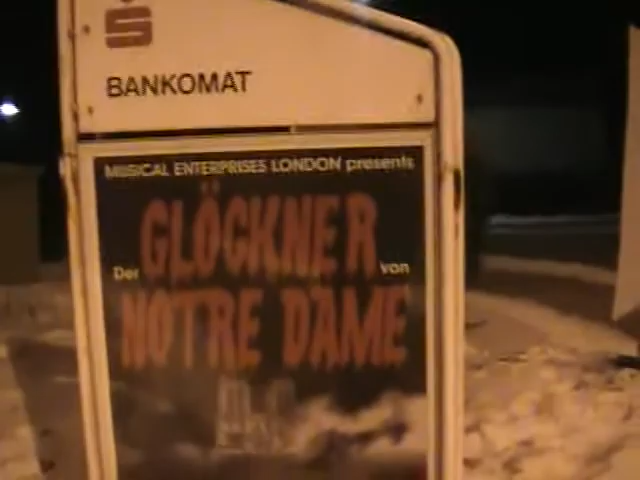 S
BANKOMAT
MUSICAL ENTERPRISES LONDON presents
Der GLÖCKNER von
NOTRE DAME